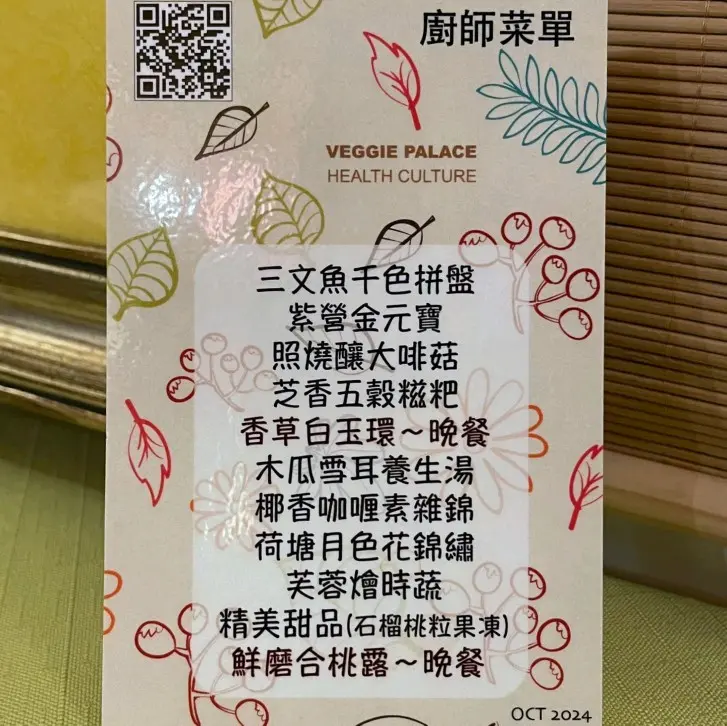 廚師菜單
VEGGIE PALACE
HEALTH CULTURE
三文魚千色拼盤
紫營金元寶
照燒釀大啡菇
芝香五穀糍粑
香草白玉環～晚餐
木瓜雪耳養生湯
椰香咖喱素雜錦
荷塘月色花錦繡
芙蓉燴時蔬
精美甜品(石榴桃粒果凍)
鮮磨合桃露～晚餐
OCT 2024